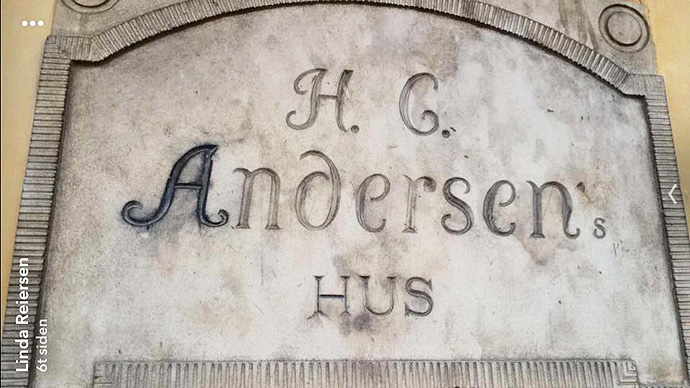 H. C.
Andersen's
HUS
Linda Reiersen
6t siden